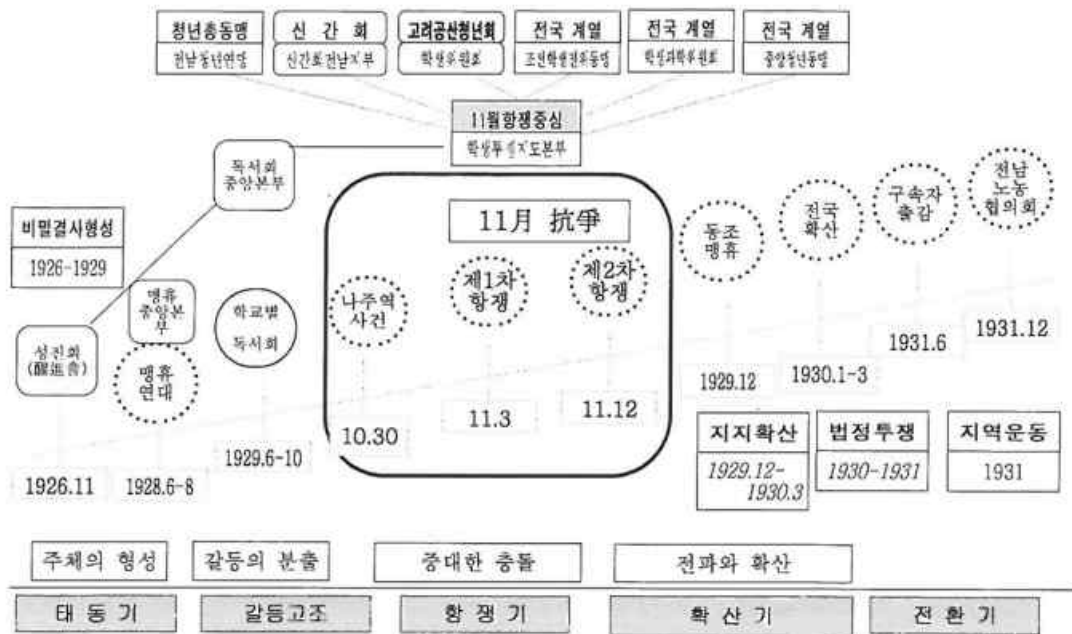 청년총동맹
전남청년연맹
신 간 회
신간회전남지부
고려공산청년회
학생위원회
전국 계열
전국 계열
학생과학위원회
전국 계열
중앙청년동맹
11월항쟁중심
학생투쟁지도본부
독서회
중앙본부
비밀결사형성
1926-1929
성진회
(醒進會)
맹휴
중앙본
부
맹휴
연대
학교별
독서회
11月 抗爭
나주역
사건
제1차
항쟁
제2차
항쟁
동조
맹휴
전국
확산
구속자
출감
전남
노농
협의회
1926.11
1928.6-8
1929.6-10
10.30
11.3
11.12
1929.12
1930.1-3
1931.6
1931.12
지지확산
1929.12-
1930.3
법정투쟁
1930-1931
지역운동
1931
주체의 형성
갈등의 분출
중대한 충돌
전파와 확산
태 동 기
갈등고조
항 쟁 기
확 산 기
전 환 기